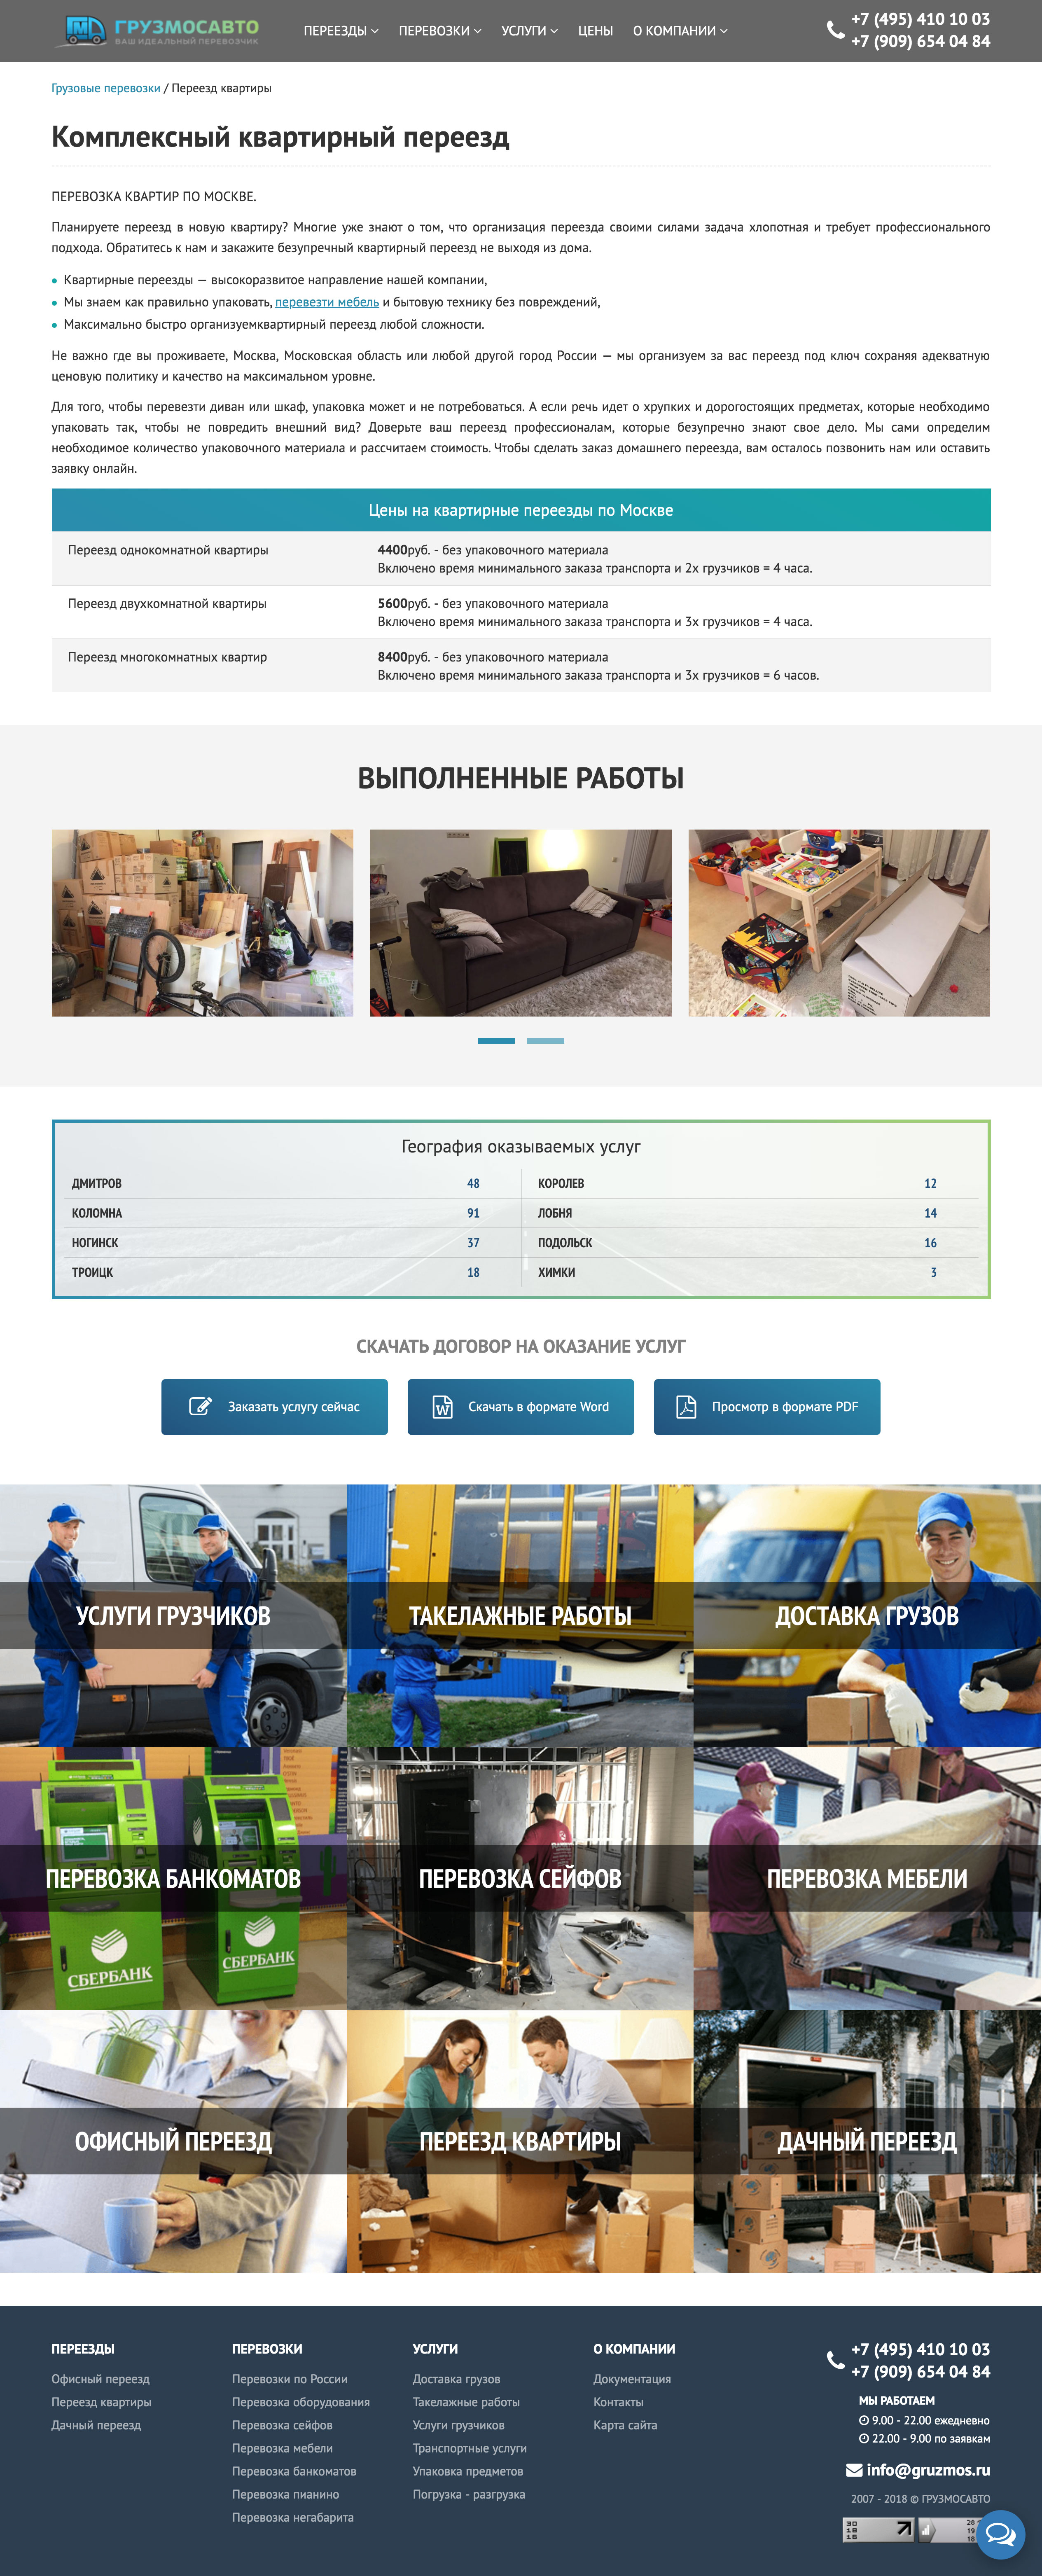 ГРУЗМОСАВТО
ВАШ ИДЕАЛЬНЫЙ ПЕРЕВОЗЧИК
ПЕРЕЕЗДЫ ПЕРЕВОЗКИ УСЛУГИ ЦЕНЫ О КОМПАНИИ
+7 (495) 410 10 03
+7 (909) 654 04 84
Грузовые перевозки / Переезд квартиры
Комплексный квартирный переезд
ПЕРЕВОЗКА КВАРТИР ПО МОСКВЕ.
Планируете переезд в новую квартиру? Многие уже знают о том, что организация переезда своими силами задача хлопотная и требует профессионального
подхода. Обратитесь к нам и закажите безупречный квартирный переезд не выходя из дома.
Квартирные переезды — высокоразвитое направление нашей компании,
Мы знаем как правильно упаковать, перевезти мебель и бытовую технику без повреждений,
Максимально быстро организуемквартирный переезд любой сложности.
Не важно где вы проживаете, Москва, Московская область или любой другой город России — мы организуем за вас переезд под ключ сохраняя адекватную
ценовую политику и качество на максимальном уровне.
Для того, чтобы перевезти диван или шкаф, упаковка может и не потребоваться. А если речь идет о хрупких и дорогостоящих предметах, которые необходимо
упаковать так, чтобы не повредить внешний вид? Доверьте ваш переезд профессионалам, которые безупречно знают свое дело. Мы сами определим
необходимое количество упаковочного материала и рассчитаем стоимость. Чтобы сделать заказ домашнего переезда, вам осталось позвонить нам или оставить
заявку онлайн.
Цены на квартирные переезды по Москве
Переезд однокомнатной квартиры
4400руб. - без упаковочного материала
Включено время минимального заказа транспорта и 2х грузчиков = 4 часа.
Переезд двухкомнатной квартиры
5600руб. - без упаковочного материала
Включено время минимального заказа транспорта и 3х грузчиков = 4 часа.
Переезд многокомнатных квартир
8400руб. - без упаковочного материала
Включено время минимального заказа транспорта и 3х грузчиков = 6 часов.
ВЫПОЛНЕННЫЕ РАБОТЫ
География оказываемых услуг
ДМИТРОВ 48
КОРОЛЕВ 12
КОЛОМНА 91
ЛОБНЯ 14
НОГИНСК 37
ПОДОЛЬСК 16
ТРОИЦК 18
ХИМКИ 3
СКАЧАТЬ ДОГОВОР НА ОКАЗАНИЕ УСЛУГ
Заказать услугу сейчас
Скачать в формате Word
Просмотр в формате PDF
УСЛУГИ ГРУЗЧИКОВ
ТАКЕЛАЖНЫЕ РАБОТЫ
ДОСТАВКА ГРУЗОВ
ПЕРЕВОЗКА БАНКОМАТОВ
ПЕРЕВОЗКА СЕЙФОВ
ПЕРЕВОЗКА МЕБЕЛИ
СБЕРБАНК
СБЕРБАНК
ОФИСНЫЙ ПЕРЕЕЗД
ПЕРЕЕЗД КВАРТИРЫ
ДАЧНЫЙ ПЕРЕЕЗД
ПЕРЕЕЗДЫ
Офисный переезд
Переезд квартиры
Дачный переезд
ПЕРЕВОЗКИ
Перевозки по России
Перевозка оборудования
Перевозка сейфов
Перевозка мебели
Перевозка банкоматов
Перевозка пианино
Перевозка негабарита
УСЛУГИ
Доставка грузов
Такелажные работы
Услуги грузчиков
Транспортные услуги
Упаковка предметов
Погрузка - разгрузка
О КОМПАНИИ
Документация
Контакты
Карта сайта
+7 (495) 410 10 03
+7 (909) 654 04 84
МЫ РАБОТАЕМ
9.00 - 22.00 ежедневно
22.00 - 9.00 по заявкам
info@gruzmos.ru
2007 - 2018 © ГРУЗМОСАВТО